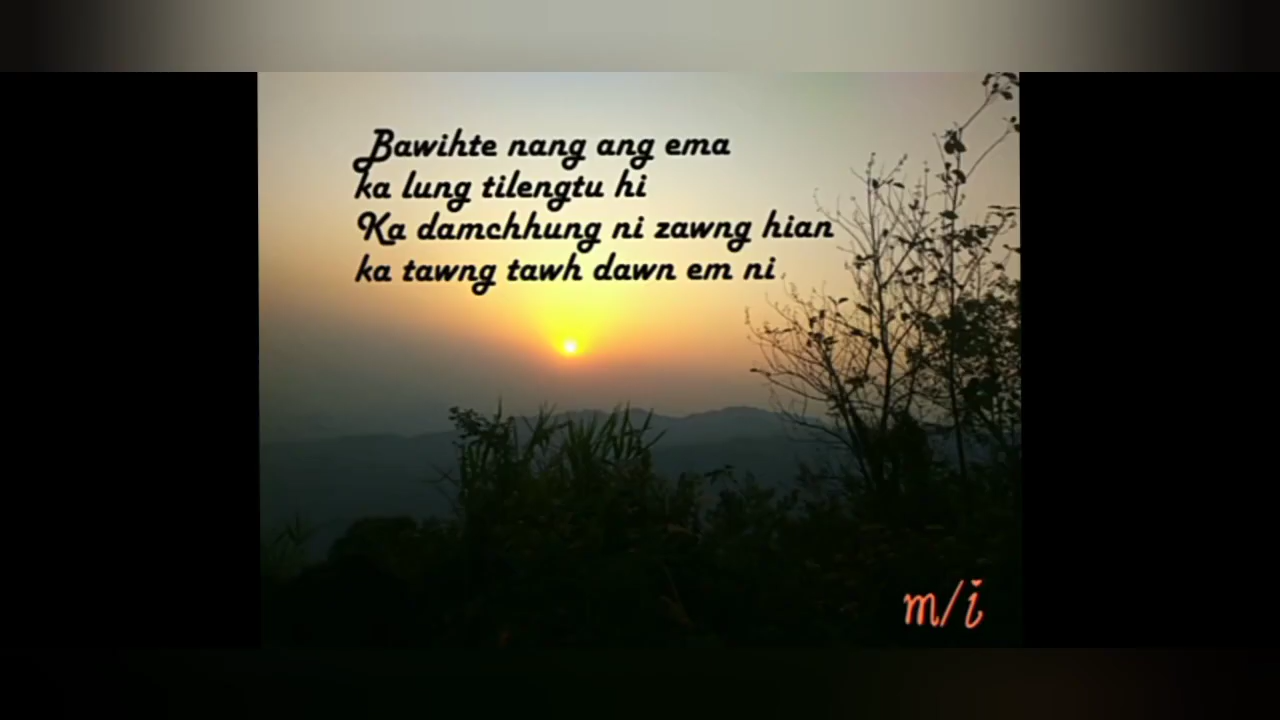 Bawihte nang ang ema
ka lung tilengtu hi
Ka damchhung ni zawng hian
ka tawng tawh dawn em ni
m/i